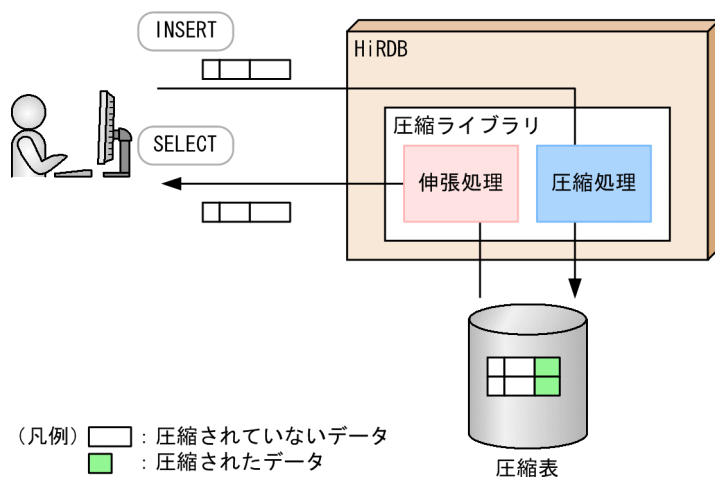 INSERT
HiRDB
圧縮ライブラリ
SELECT
伸張処理
圧縮処理
(凡例) : 圧縮されていないデータ
: 圧縮されたデータ
圧縮表